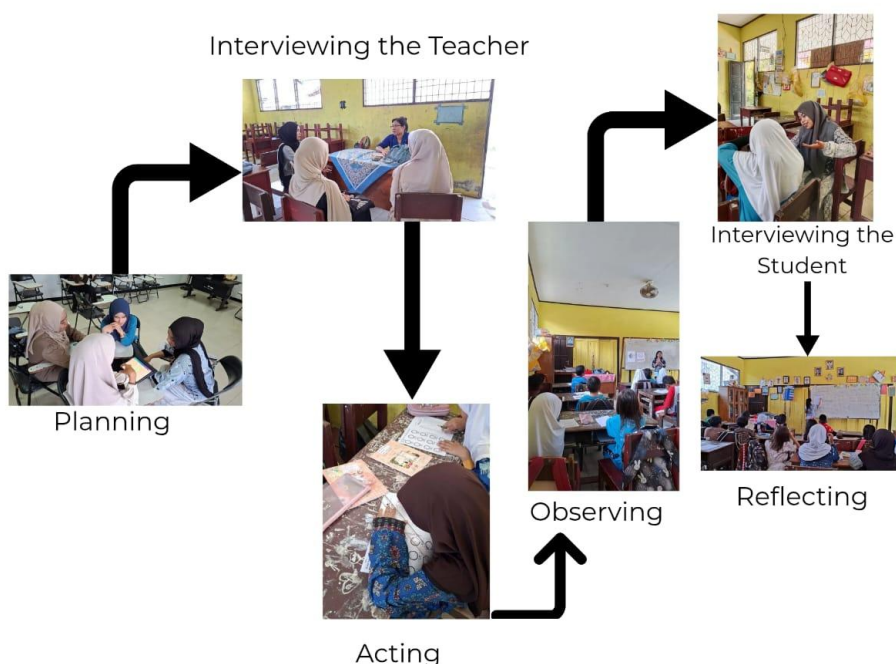 Interviewing the Teacher
Planning
Acting
Observing
Interviewing the
Student
Reflecting